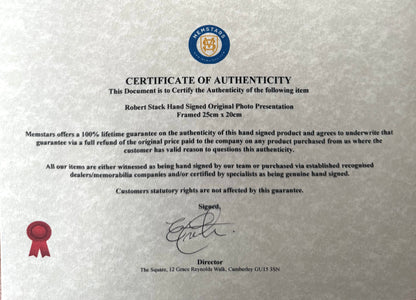 MEMSTARS
CERTIFICATE OF AUTHENTICITY
This Document is to Certify the Authenticity of the following item
Robert Stack Hand Signed Original Photo Presentation
Framed 25cm x 20cm
Memstars offers a 100% lifetime guarantee on the authenticity of this hand signed product and agrees to underwrite that
guarantee via a full refund of the original price paid to the company on any product purchased from us where the
customer has valid reason to questions this authenticity.
All our items are either witnessed as being hand signed by our team or purchased via established recognised
dealers/memorabilia companies and/or certified by specialists as being genuine hand signed.
Customers statutory rights are not affected by this guarantee.
Signed,
Director
The Square, 12 Grace Reynolds Walk, Camberley GU15 3SN